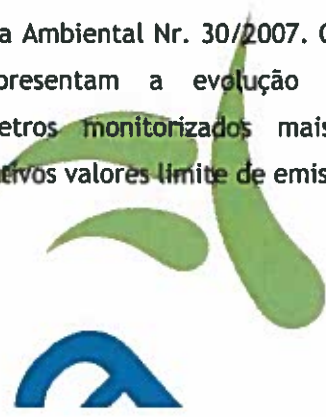 a Ambiental Nr. 30/2007. C
presentam a evolução
etros monitorizados mais
tivos valores limite de emis